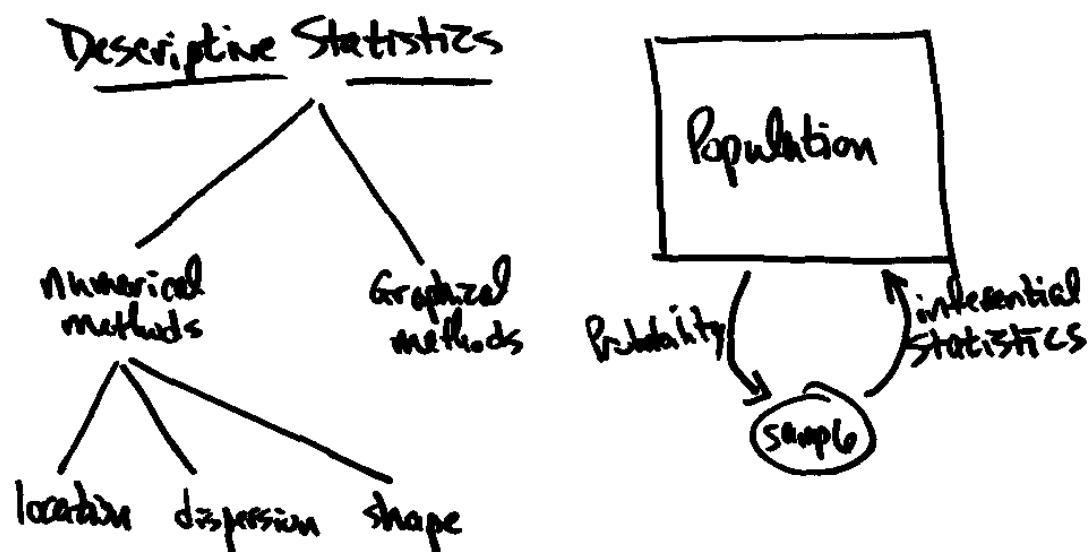 Descriptive Statistics
numerical
methods
Graphical
methods
location dispersion shape
Population
Probability
inferential
statistics
sample